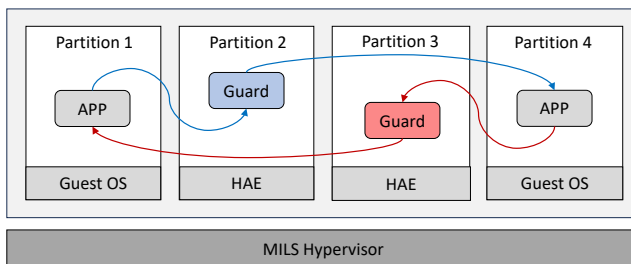 Partition 1
Partition 2
Partition 3
Partition 4
APP
Guard
Guard
APP
Guest OS
HAE
HAE
Guest OS
MILS Hypervisor